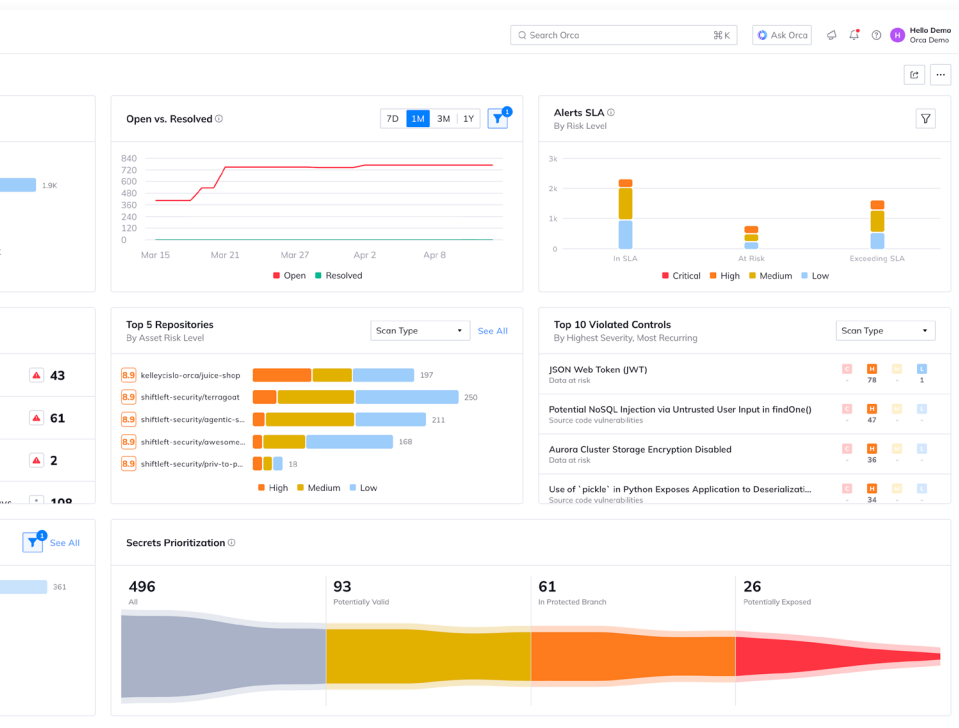 Search Orca ⌘K
Ask Orca
H
Hello Demo
Orca Demo
Open vs. Resolved
7D 1M 3M 1Y
1
840
720
600
480
360
240
120
0
Mar 15 Mar 21 Mar 27 Apr 2 Apr 8
Open Resolved
Alerts SLA
By Risk Level
3k
2k
1k
0
In SLA At Risk Exceeding SLA
Critical High Medium Low
1.9K
43
61
2
108
Top 5 Repositories
By Asset Risk Level
Scan Type
See All
8.9 kelleycislo-orca/juice-shop 197
8.9 shiftleft-security/terragoat 250
8.9 shiftleft-security/agentic-s... 211
8.9 shiftleft-security/awesome... 168
8.9 shiftleft-security/priv-to-p... 18
High Medium Low
Top 10 Violated Controls
By Highest Severity, Most Recurring
Scan Type
JSON Web Token (JWT)
Data at risk
C H M L
- 78 - 1
Potential NoSQL Injection via Untrusted User Input in findOne()
Source code vulnerabilities
C H M L
- 47 - -
Aurora Cluster Storage Encryption Disabled
Data at risk
C H M L
- 36 - -
Use of `pickle` in Python Exposes Application to Deserializati...
Source code vulnerabilities
C H M L
- 34 - -
1
See All
361
Secrets Prioritization
496
All
93
Potentially Valid
61
In Protected Branch
26
Potentially Exposed